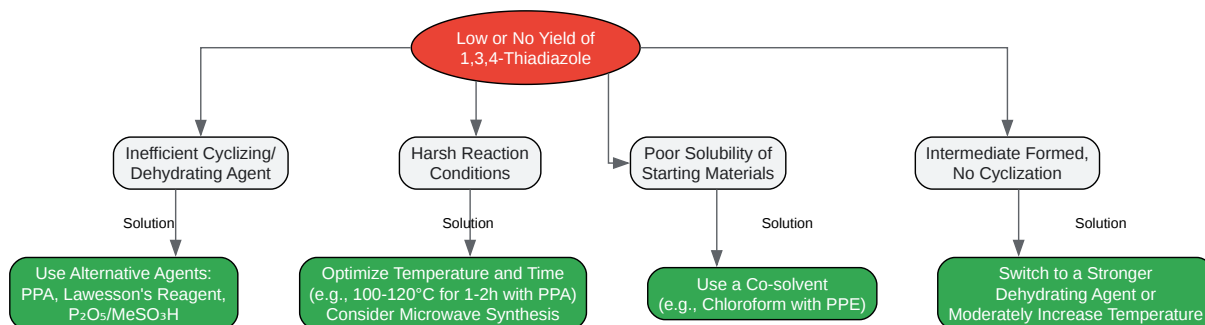 Low or No Yield of
1,3,4-Thiadiazole
Inefficient Cyclizing/
Dehydrating Agent
Harsh Reaction
Conditions
Poor Solubility of
Starting Materials
Intermediate Formed,
No Cyclization
Solution
Solution
Solution
Solution
Use Alternative Agents:
PPA, Lawesson's Reagent,
P₂O₅/MeSO₃H
Optimize Temperature and Time
(e.g., 100-120°C for 1-2h with PPA)
Consider Microwave Synthesis
Use a Co-solvent
(e.g., Chloroform with PPE)
Switch to a Stronger
Dehydrating Agent or
Moderately Increase Temperature